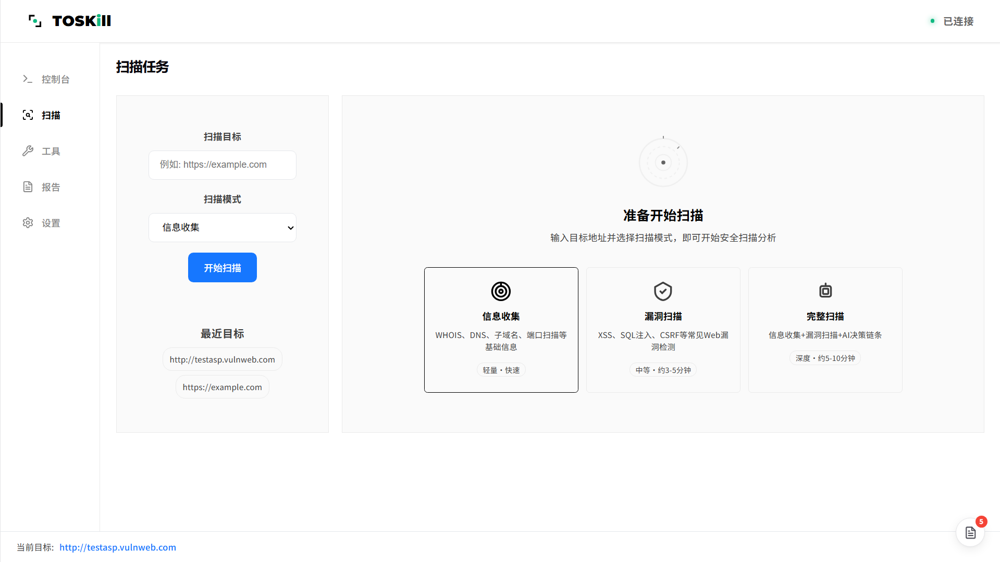 TOSKill
已连接
控制台
扫描
工具
报告
设置
扫描任务
扫描目标
例如: https://example.com
扫描模式
信息收集
开始扫描
最近目标
http://testasp.vulnweb.com
https://example.com
准备开始扫描
输入目标地址并选择扫描模式，即可开始安全扫描分析
信息收集
WHOIS、DNS、子域名、端口扫描等
基础信息
轻量・快速
漏洞扫描
XSS、SQL注入、CSRF等常见Web漏
洞检测
中等・约3-5分钟
完整扫描
信息收集+漏洞扫描+AI决策链条
深度・约5-10分钟
5
当前目标: http://testasp.vulnweb.com